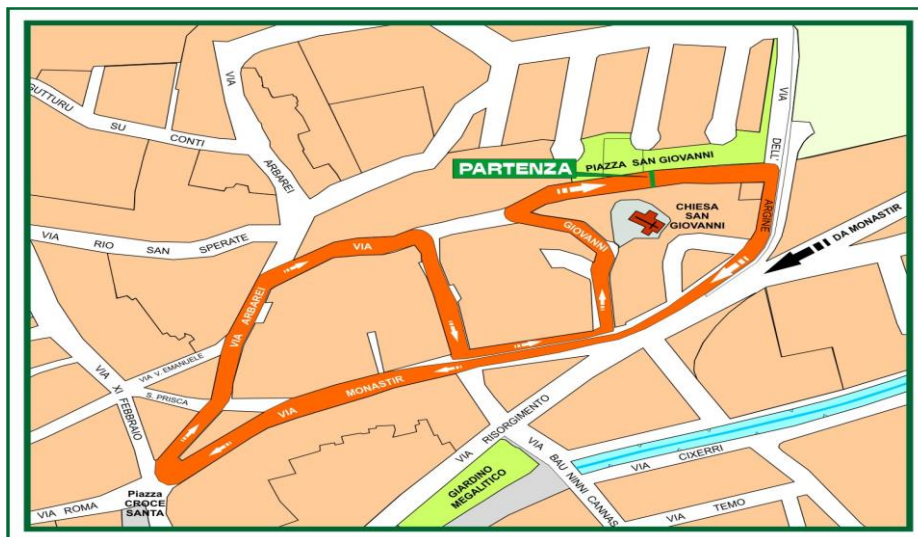 VIA
ARBAREI
GUTTURU
SU
CONTI
VIA
DELL'
ARGINE
PIAZZA SAN GIOVANNI
PARTENZA
CHIESA
SAN
GIOVANNI
GIOVANNI
VIA
DA MONASTIR
VIA RIO SAN SPERATE
VIA ARBAREI
VIA V. EMANUELE
S. PRISCA
VIA XI FEBBRAIO
VIA MONASTIR
VIA RISORGIMENTO
VIA BAU NINNI CANNAS
VIA CIXERRI
GIARDINO
MEGALITICO
VIA ROMA
Piazza
CROCE
SANTA
VIA TEMO